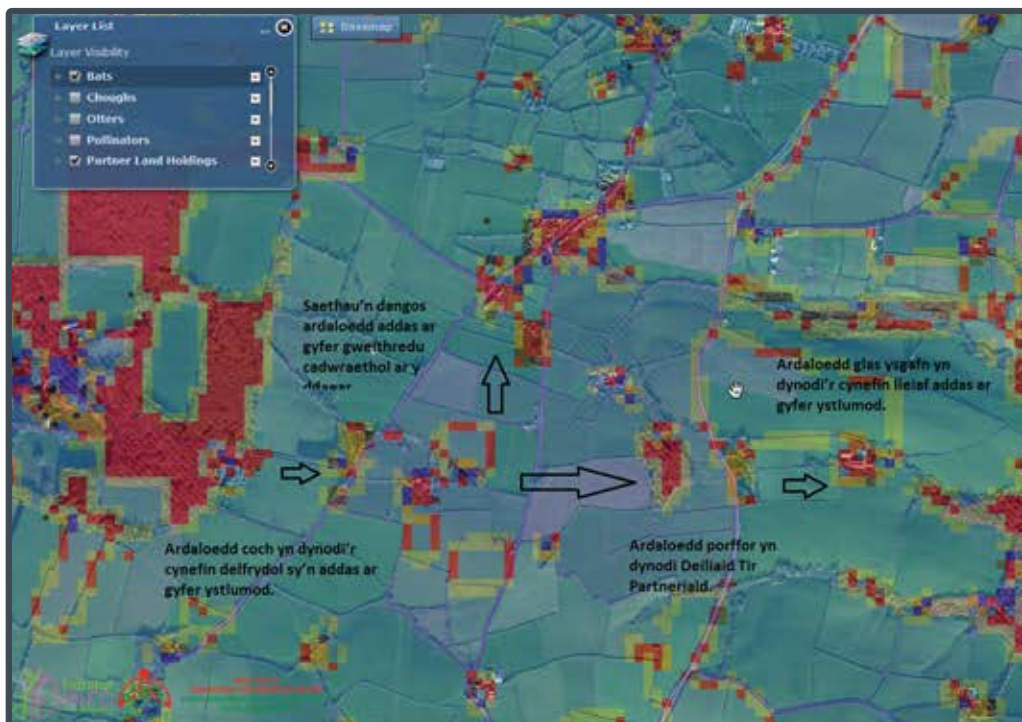 Layer List
Basemap
Layer Visibility
Bats
Choughs
Otters
Pollinators
Partner Land Holdings
Saethau'n dangos
ardaloedd addas ar
gyfer gweithredu
cadwraethol ar y
ddaear
Ardaloedd glas ysgafn yn
dynodi'r cynefin lleiaf addas ar
gyfer ystlumod.
Ardaloedd coch yn dynodi'r
cynefin delfrydol sy'n addas ar
gyfer ystlumod.
Ardaloedd porffor yn
dynodi Deiliaid Tir
Partneriaid.